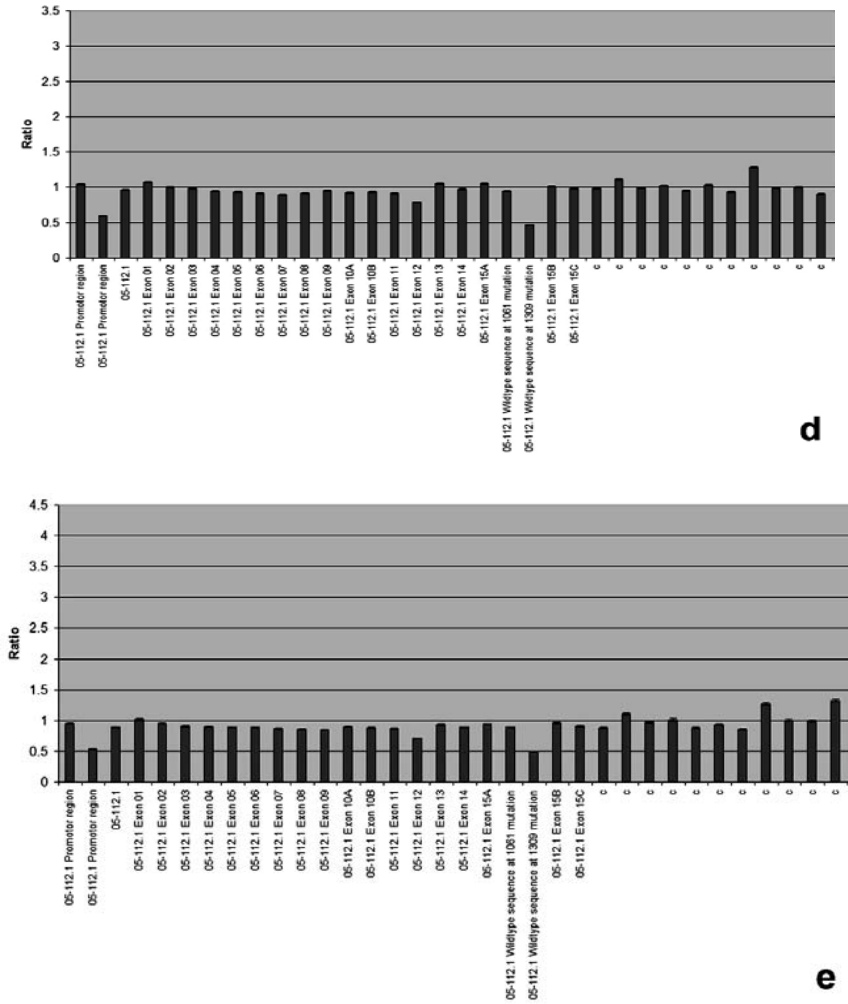 3.5
3
2.5
2
1.5
1
0.5
0
Ratio
05-112.1 Promotor region
05-112.1 Promotor region
05-112.1
05-112.1 Exon 01
05-112.1 Exon 02
05-112.1 Exon 03
05-112.1 Exon 04
05-112.1 Exon 05
05-112.1 Exon 06
05-112.1 Exon 07
05-112.1 Exon 08
05-112.1 Exon 09
05-112.1 Exon 10A
05-112.1 Exon 10B
05-112.1 Exon 11
05-112.1 Exon 12
05-112.1 Exon 13
05-112.1 Exon 14
05-112.1 Exon 15A
05-112.1 Wildtype sequence at 1061 mutation
05-112.1 Wildtype sequence at 1309 mutation
05-112.1 Exon 15B
05-112.1 Exon 15C
c
c
c
c
c
c
c
c
c
c
c
d
4.5
4
3.5
3
2.5
2
1.5
1
0.5
0
Ratio
05-112.1 Promotor region
05-112.1 Promotor region
05-112.1
05-112.1 Exon 01
05-112.1 Exon 02
05-112.1 Exon 03
05-112.1 Exon 04
05-112.1 Exon 05
05-112.1 Exon 06
05-112.1 Exon 07
05-112.1 Exon 08
05-112.1 Exon 09
05-112.1 Exon 10A
05-112.1 Exon 10B
05-112.1 Exon 11
05-112.1 Exon 12
05-112.1 Exon 13
05-112.1 Exon 14
05-112.1 Exon 15A
05-112.1 Wildtype sequence at 1061 mutation
05-112.1 Wildtype sequence at 1309 mutation
05-112.1 Exon 15B
05-112.1 Exon 15C
c
c
c
c
c
c
c
c
c
c
c
e